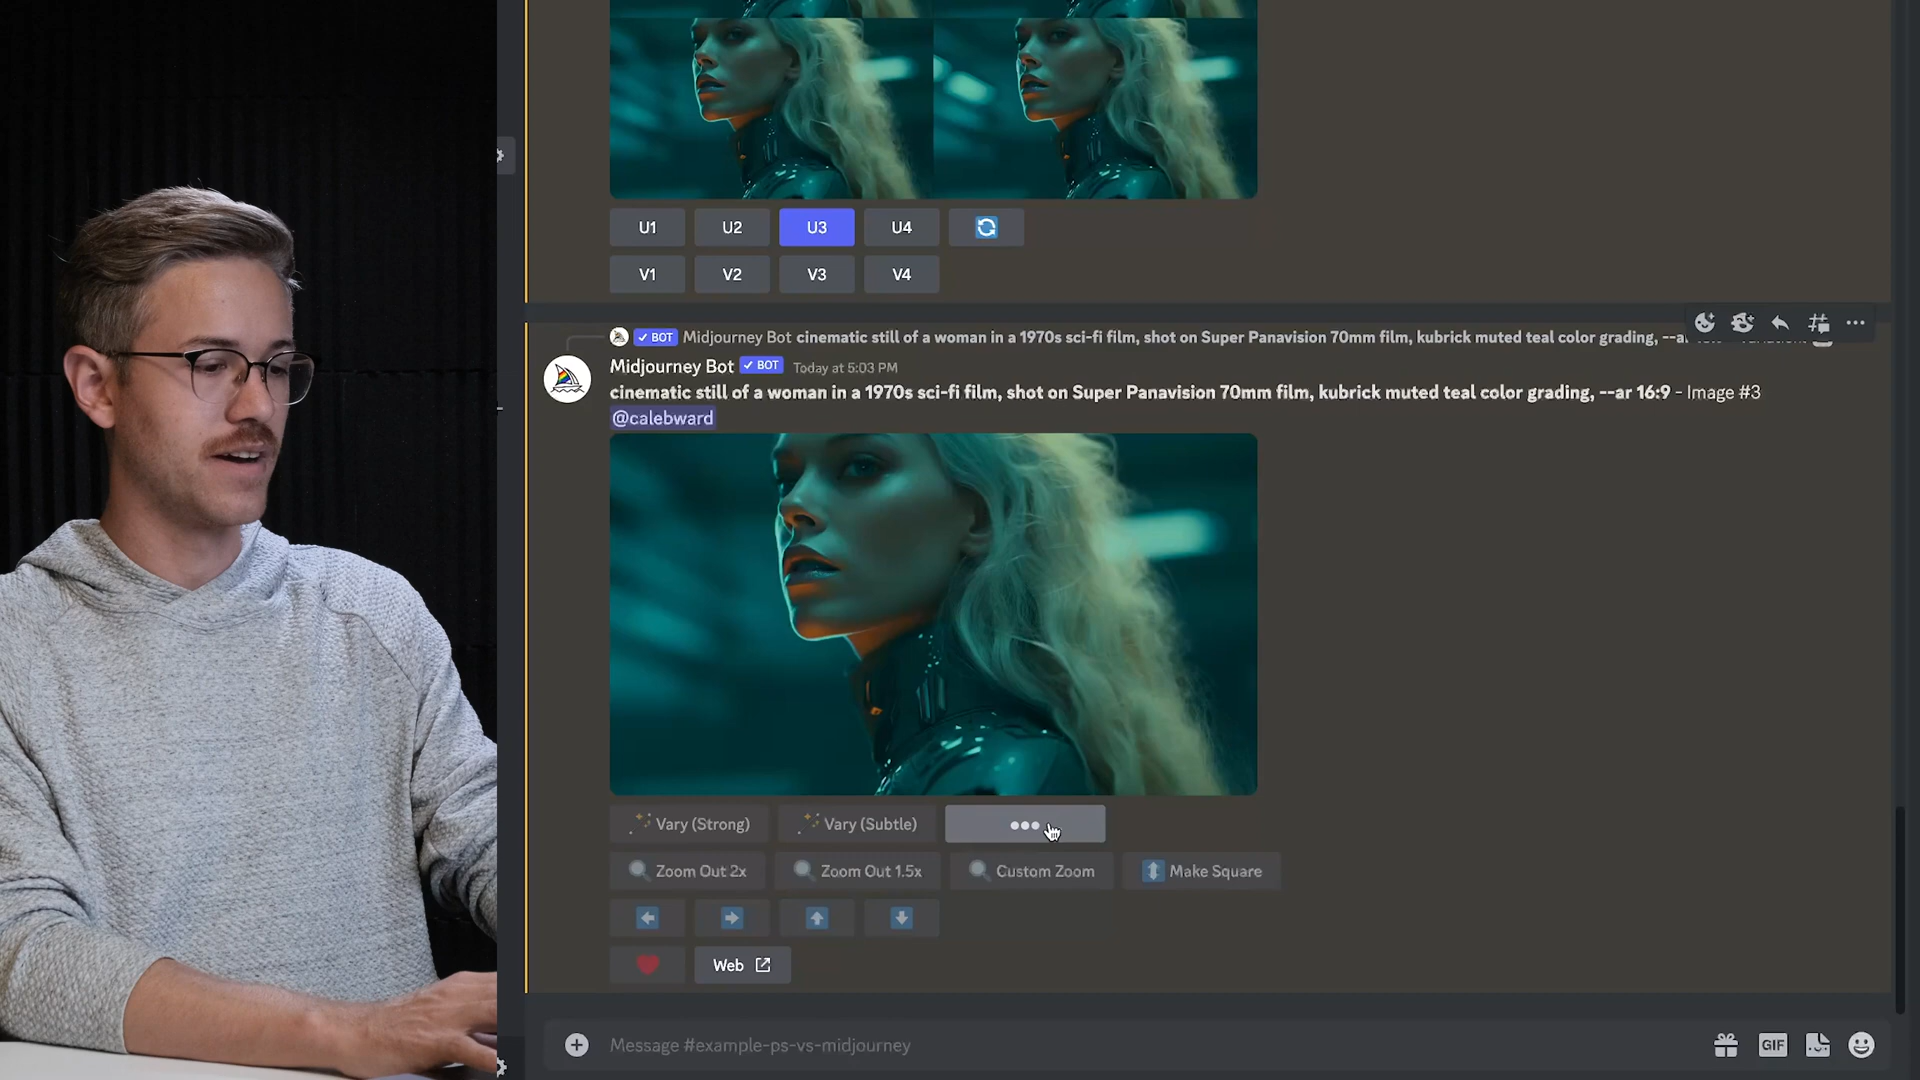 U1 U2 U3 U4
V1 V2 V3 V4
BOT Midjourney Bot cinematic still of a woman in a 1970s sci-fi film, shot on Super Panavision 70mm film, kubrick muted teal color grading,
Midjourney Bot BOT Today at 5:03 PM
cinematic still of a woman in a 1970s sci-fi film, shot on Super Panavision 70mm film, kubrick muted teal color grading, --ar 16:9 - Image #3
@calebward
Vary (Strong) Vary (Subtle)
Zoom Out 2x Zoom Out 1.5x Custom Zoom Make Square
Web
Message #example-ps-vs-midjourney GIF